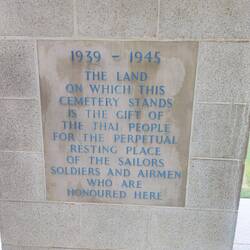 1939 - 1945
THE LAND
ON WHICH THIS
CEMETERY STANDS
IS THE GIFT OF
THE THAI PEOPLE
FOR THE PERPETUAL
RESTING PLACE
OF THE SAILORS
SOLDIERS AND AIRMEN
WHO ARE
HONOURED HERE